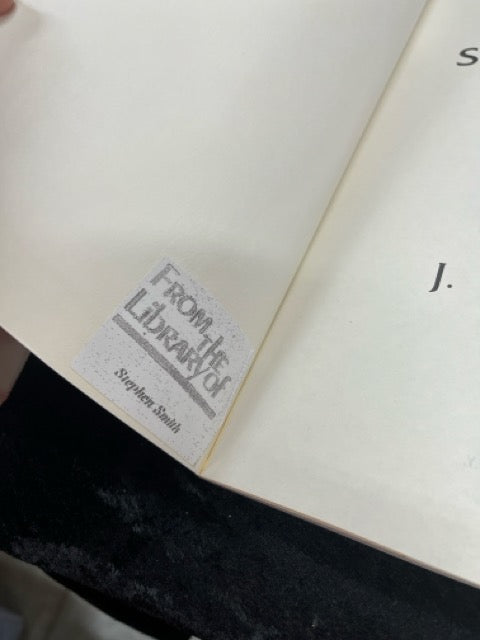 FROM the
LibRARY of
Stephen Smith
S
J.